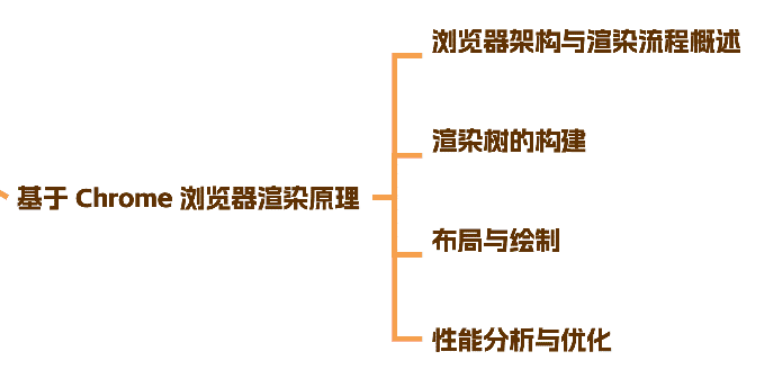 浏览器架构与渲染流程概述
渲染树的构建
基于 Chrome 浏览器渲染原理
布局与绘制
性能分析与优化